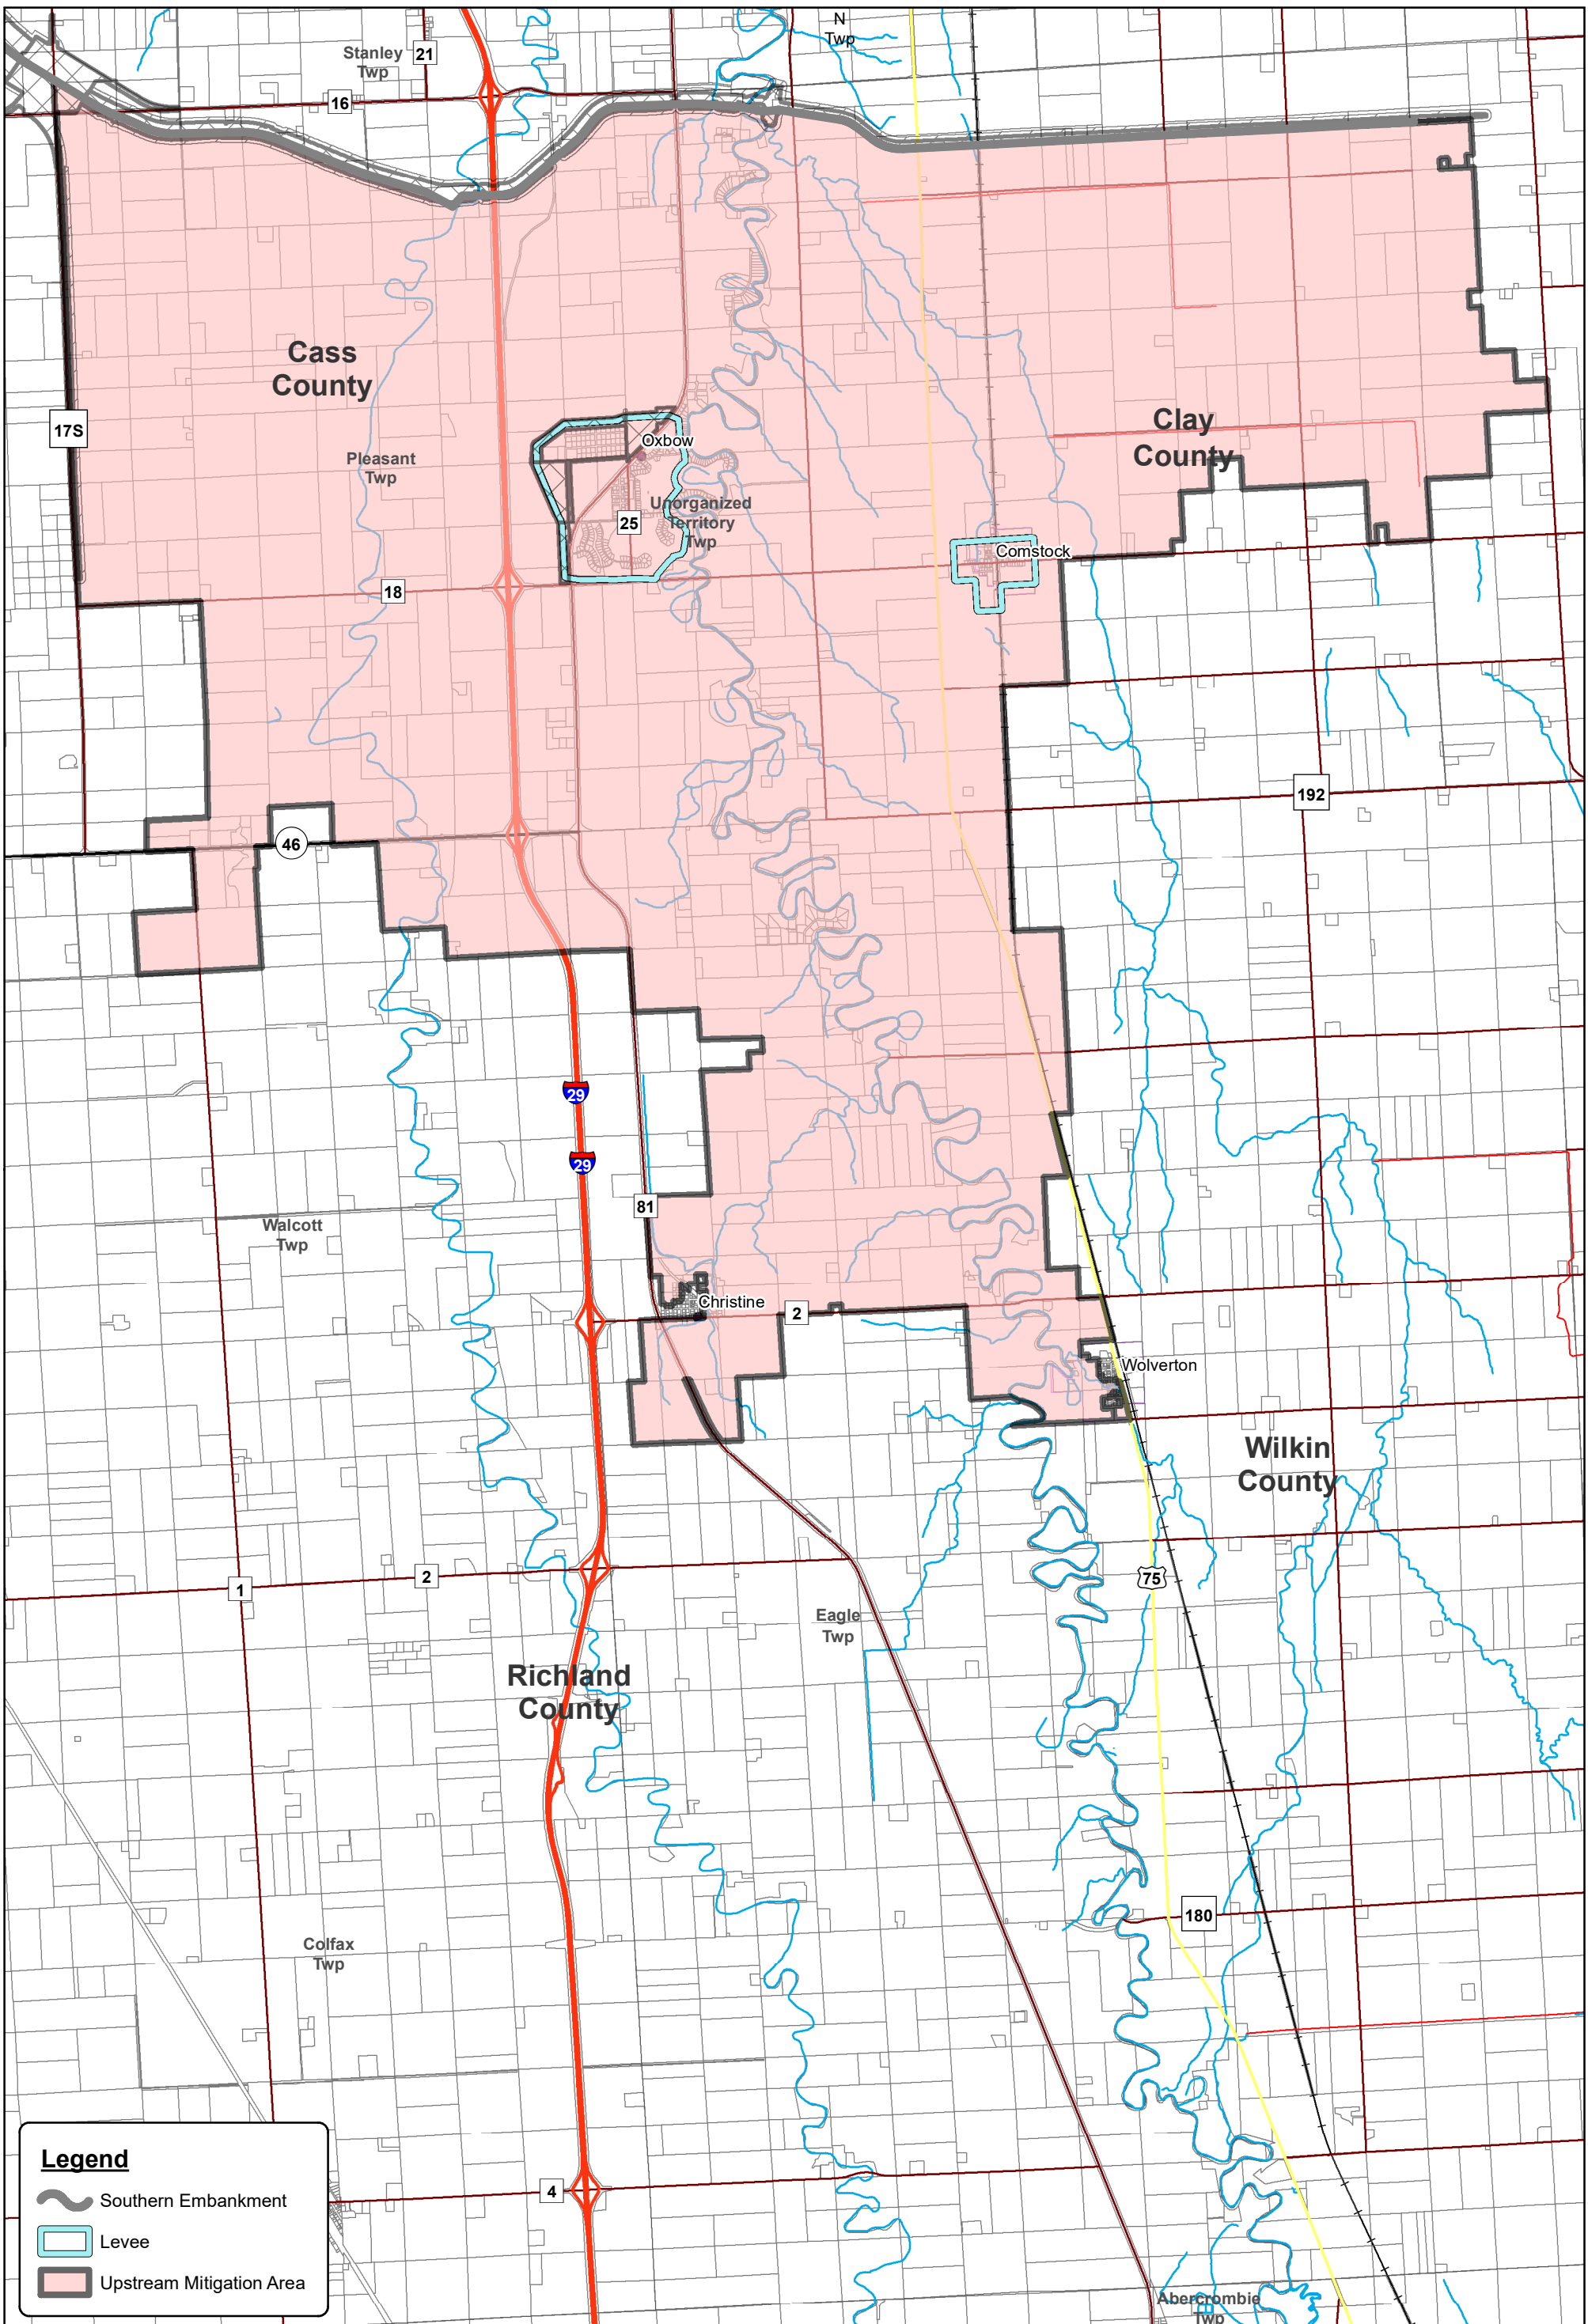 N
Twp
Stanley
Twp
21
16
Cass
County
17S
Clay
County
Oxbow
Pleasant
Twp
Unorganized
Territory
Twp
25
Comstock
18
192
46
29
29
81
Walcott
Twp
Christine
2
Wolverton
Wilkin
County
75
1
2
Eagle
Twp
Richland
County
180
Colfax
Twp
4
Abercrombie
Twp
Legend
Southern Embankment
Levee
Upstream Mitigation Area